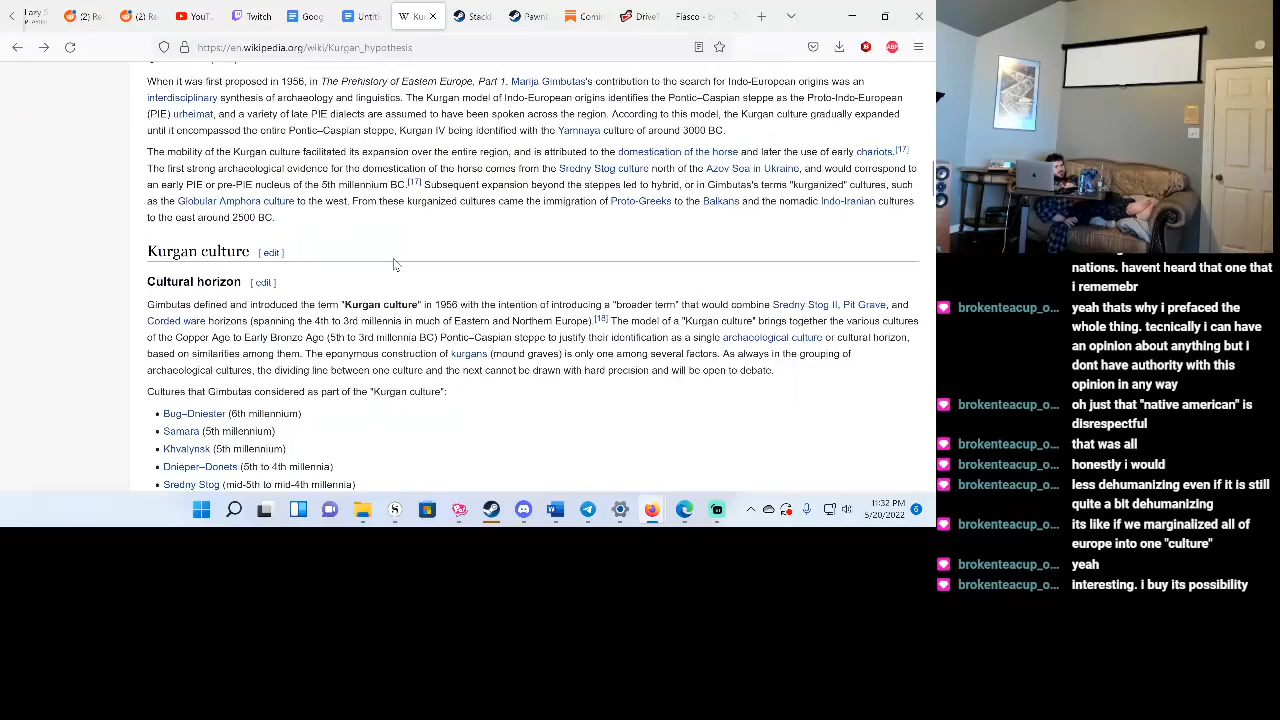 Lazy S
(2) Re
(2) Re
YouT
Twitch
Goog
Untitl
Ku
Stackl
Pawnl
Comin
DriveT
Fiasco -
https://en.wikipedia.org/wiki/Kurgan_hypothesis
When it was first proposed in 1956, in The Prehistory of Eastern Europe, Part 1, Marija Gimbutas's contribution to the search for Indo-European origins was an
interdisciplinary synthesis of archaeology and linguistics. The Kurgan model of Indo-European origins identifies the Pontic–Caspian steppe as the Proto-Indo-European
(PIE) urheimat, and a variety of late PIE dialects are assumed to have been spoken across the region. According to this model, the Kurgan culture gradually expanded
until it encompassed the entire Pontic–Caspian steppe, Kurgan IV being identified with the Yamnaya culture of around 3000 BC.
The mobility of the Kurgan culture facilitated its expansion over the entire region, and is attributed to the domestication of the horse and later the use of early chariots.[17]
The first strong archaeological evidence for the domestication of the horse comes from the Sredny Stog culture north of the Azov Sea in Ukraine, and would correspond to
an early PIE or pre-PIE nucleus of the 5th millennium BC.[17] Subsequent expansion beyond the steppes led to hybrid, or in Gimbutas's terms "kurganized" cultures, such
as the Globular Amphora culture to the west. From these kurganized cultures came the immigration of Proto-Greeks to the Balkans and the nomadic Indo-Iranian cultures
to the east around 2500 BC.
Kurgan culture [ edit ]
Cultural horizon [ edit ]
Gimbutas defined and introduced the term "Kurgan culture" in 1956 with the intention of introducing a "broader term" that would combine Sredny Stog II, Pit Grave, and
Corded ware horizons (spanning the 4th to 3rd millennia in much of Eastern and Northern Europe).[18] The model of a "Kurgan culture" brings together the various cultures
of the Copper Age to Early Bronze Age (5th to 3rd millennia BC) Pontic–Caspian steppe to justify their identification as a single archaeological culture or cultural horizon,
based on similarities among them. The eponymous construction of kurgans (mound graves) is only one among several factors. As always in the grouping of
archaeological cultures, the dividing line between one culture and the next cannot be drawn with hard precision and will be open to debate.
Cultures that Gimbutas considered as part of the "Kurgan culture":
• Bug–Dniester (6th millennium)
• Samara (5th millennium)
• Khvalynsk (5th millennium)
• Dnieper–Donets (5th to 4th millennia)
• Sredny Stog (mid-5th to mid-4th millennia)
11:32 PM
5/20/2022
6
nations. havent heard that one that
i rememebr
brokenteacup_o... yeah thats why i prefaced the
whole thing. tecnically i can have
an opinion about anything but i
dont have authority with this
opinion in any way
brokenteacup_o... oh just that "native american" is
disrespectful
brokenteacup_o... that was all
brokenteacup_o... honestly i would
brokenteacup_o... less dehumanizing even if it is still
quite a bit dehumanizing
brokenteacup_o... its like if we marginalized all of
europe into one "culture"
brokenteacup_o... yeah
brokenteacup_o... interesting. i buy its possibility